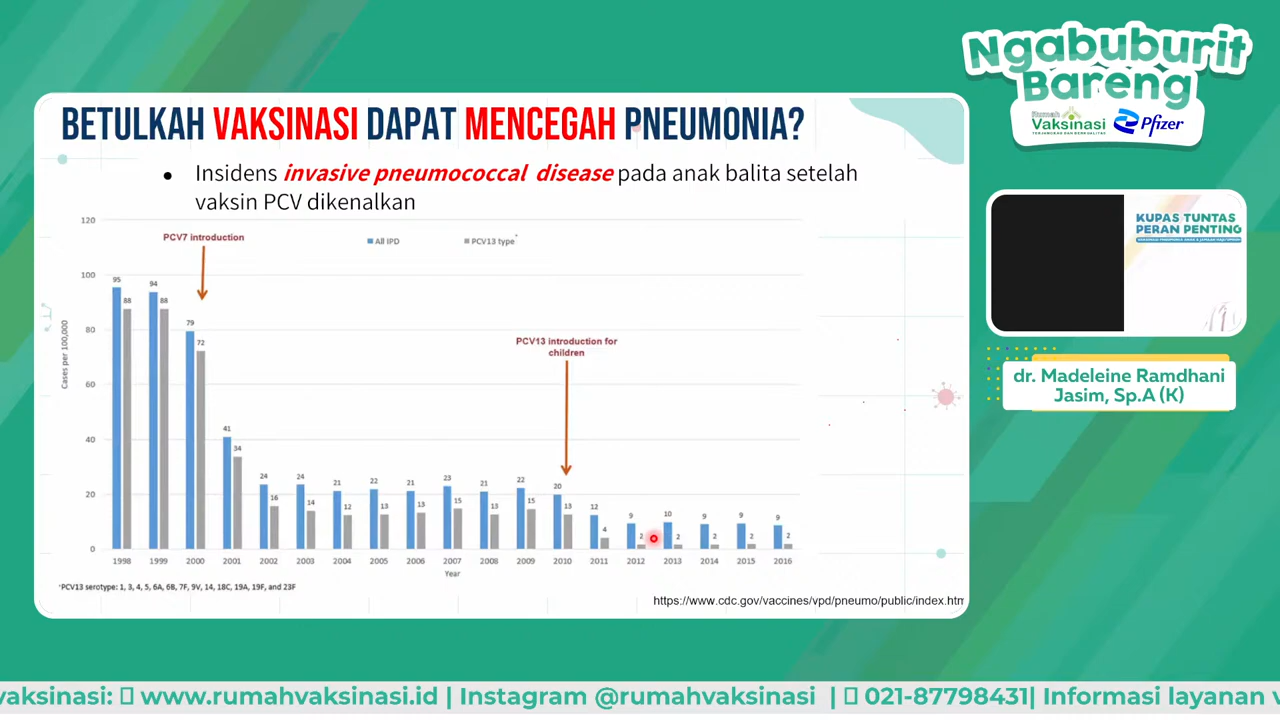 Ngabuburit
Bareng
Rumah
Vaksinasi
Pfizer
BETULKAH VAKSINASI DAPAT MENCEGAH PNEUMONIA?
• Insidens invasive pneumococcal disease pada anak balita setelah
vaksin PCV dikenalkan
120
100
80
60
40
20
0
Cases per 100,000
PCV7 introduction
All IPD
PCV13 type*
PCV13 introduction for
children
95 88 94 88 79 72 41 34 24 16 24 14 21 12 22 13 21 13 23 15 21 13 22 15 20 13 12 4 9 2 10 2 9 2 9 2 9 2
1998 1999 2000 2001 2002 2003 2004 2005 2006 2007 2008 2009 2010 2011 2012 2013 2014 2015 2016
Year
*PCV13 serotype: 1, 3, 4, 5, 6A, 6B, 7F, 9V, 14, 18C, 19A, 19F, and 23F
https://www.cdc.gov/vaccines/vpd/pneumo/public/index.htm
KUPAS TUNTAS
PERAN PENTING
dr. Madeleine Ramdhani
Jasim, Sp.A (K)
vaksinasi: www.rumahvaksinasi.id | Instagram @rumahvaksinasi | 021-87798431| Informasi layanan v